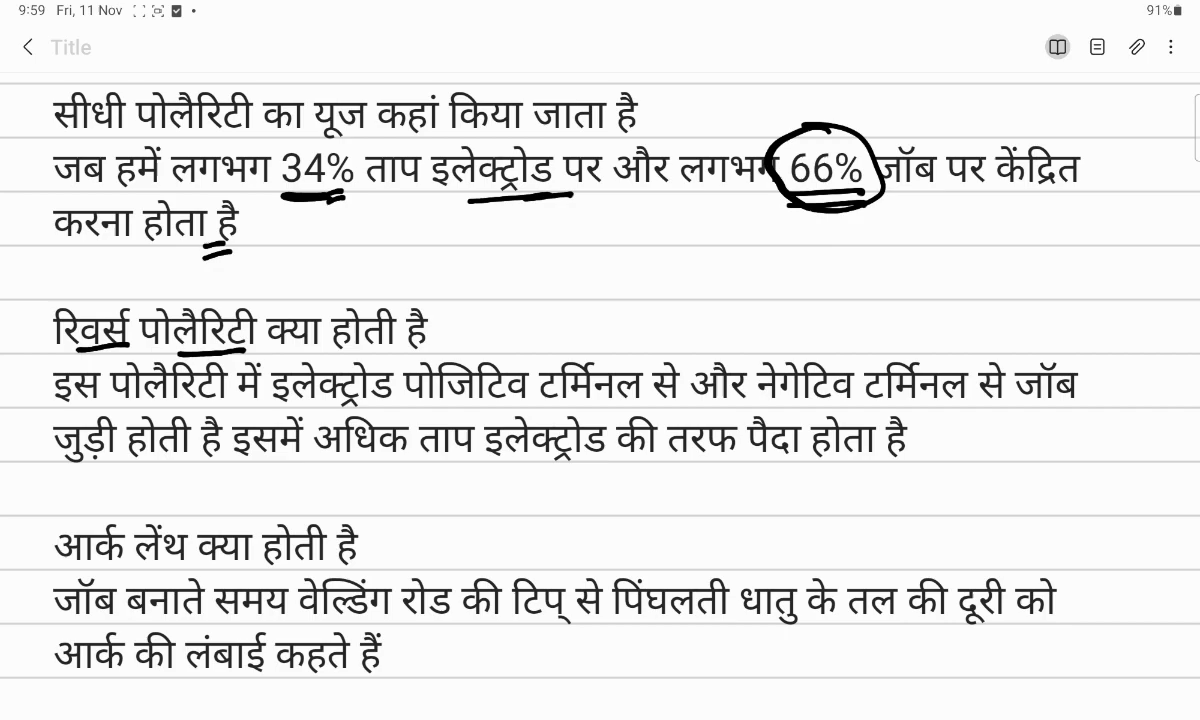 9:59 Fri, 11 Nov 91%
Title
सीधी पोलैरिटी का यूज कहां किया जाता है
जब हमें लगभग 34% ताप इलेक्ट्रोड पर और लगभग 66% जॉब पर केंद्रित
करना होता है
रिवर्स पोलैरिटी क्या होती है
इस पोलैरिटी में इलेक्ट्रोड पोजिटिव टर्मिनल से और नेगेटिव टर्मिनल से जॉब
जुड़ी होती है इसमें अधिक ताप इलेक्ट्रोड की तरफ पैदा होता है
आर्क लेंथ क्या होती है
जॉब बनाते समय वेल्डिंग रोड की टिप् से पिंघलती धातु के तल की दूरी को
आर्क की लंबाई कहते हैं